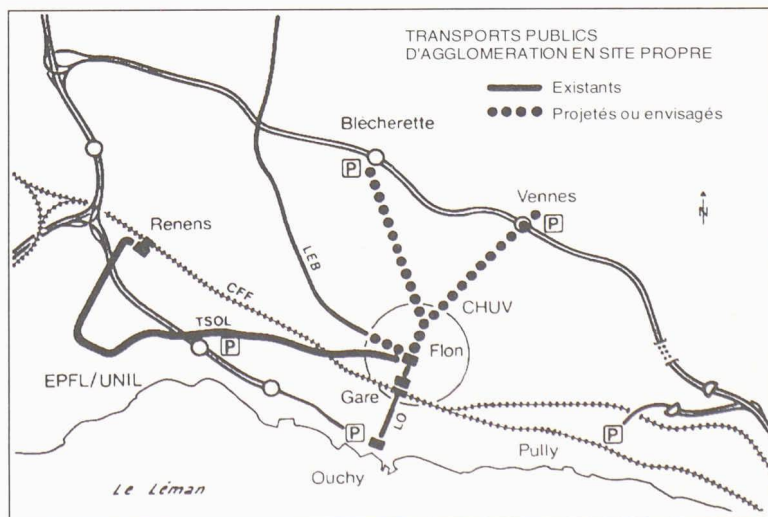 TRANSPORTS PUBLICS
D'AGGLOMERATION EN SITE PROPRE
Existants
Projetés ou envisagés
Blécherette
P
Vennes
P
N
Renens
LEB
CFF
CHUV
TSOL
P
Flon
EPFL/UNIL
Gare
LO
P
P
Pully
Ouchy
Le Léman